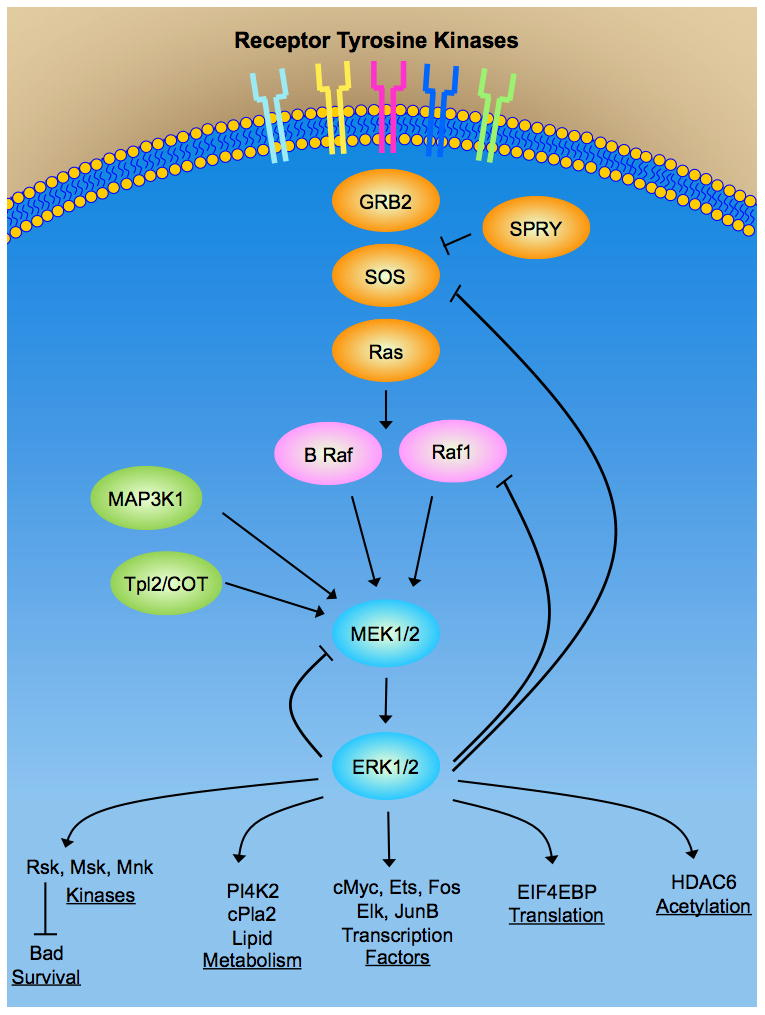 Receptor Tyrosine Kinases
GRB2
SPRY
SOS
Ras
B Raf
Raf1
MAP3K1
Tpl2/COT
MEK1/2
ERK1/2
Rsk, Msk, Mnk
Kinases
Bad
Survival
PI4K2
cPla2
Lipid
Metabolism
cMyc, Ets, Fos
Elk, JunB
Transcription
Factors
EIF4EBP
Translation
HDAC6
Acetylation